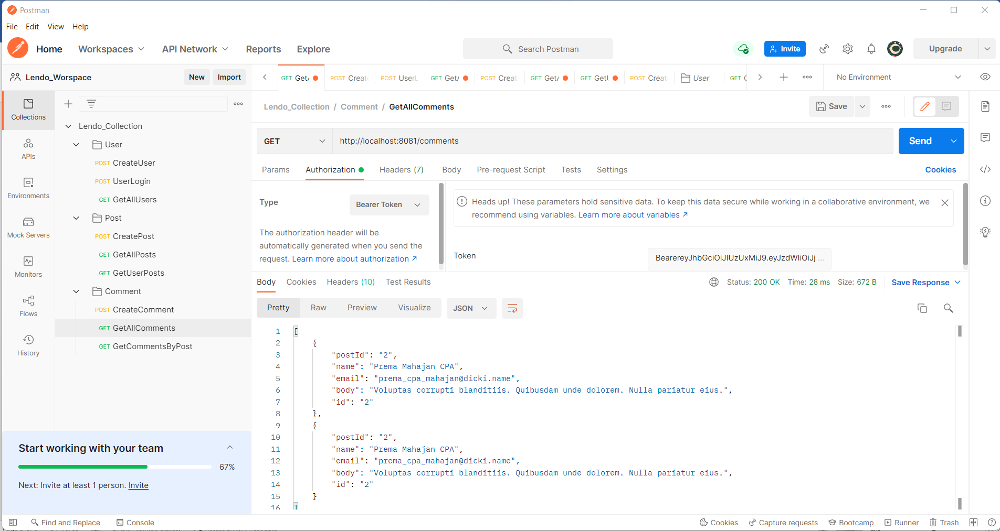 Postman
File Edit View Help
Home Workspaces API Network Reports Explore Search Postman Invite Upgrade
Lendo_Worspace New Import
GET Get POST Create POST UserL GET Get POST Create GET Get GET Get POST Create User GET No Environment
Collections
APIs
Environments
Mock Servers
Monitors
Flows
History
Lendo_Collection
User
POST CreateUser
POST UserLogin
GET GetAllUsers
Post
POST CreatePost
GET GetAllPosts
GET GetUserPosts
Comment
POST CreateComment
GET GetAllComments
GET GetCommentsByPost
Start working with your team
67%
Next: Invite at least 1 person. Invite
Lendo_Collection / Comment / GetAllComments Save
GET http://localhost:8081/comments Send
Params Authorization Headers (7) Body Pre-request Script Tests Settings Cookies
Type Bearer Token
The authorization header will be
automatically generated when you send the
request. Learn more about authorization ↗
Heads up! These parameters hold sensitive data. To keep this data secure while working in a collaborative environment, we
recommend using variables. Learn more about variables ↗
Token BearereyJhbGciOiJIUzUxMiJ9.eyJzdWIiOiJj...
Body Cookies Headers (10) Test Results Status: 200 OK Time: 28 ms Size: 672 B Save Response
Pretty Raw Preview Visualize JSON
1 [
2 {
3 "postId": "2",
4 "name": "Prema Mahajan CPA",
5 "email": "prema_cpa_mahajan@dicki.name",
6 "body": "Voluptas corrupti blanditiis. Quibusdam unde dolorem. Nulla pariatur eius.",
7 "id": "2"
8 },
9 {
10 "postId": "2",
11 "name": "Prema Mahajan CPA",
12 "email": "prema_cpa_mahajan@dicki.name",
13 "body": "Voluptas corrupti blanditiis. Quibusdam unde dolorem. Nulla pariatur eius.",
14 "id": "2"
15 }
16 ]
Find and Replace Console Cookies Capture requests Bootcamp Runner Trash